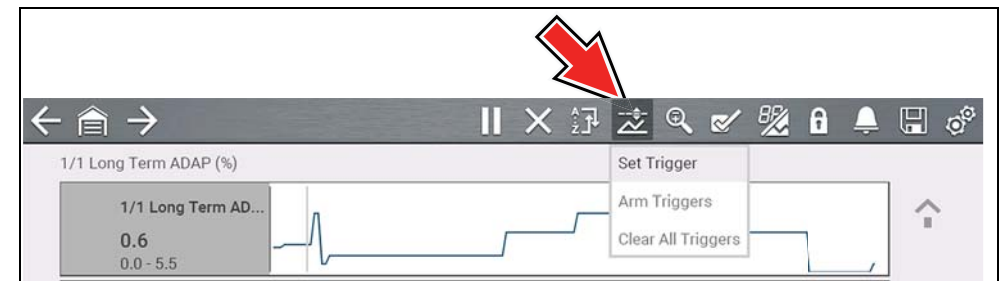 1/1 Long Term ADAP (%)
Set Trigger
1/1 Long Term AD...
Arm Triggers
0.6
Clear All Triggers
0.0 - 5.5